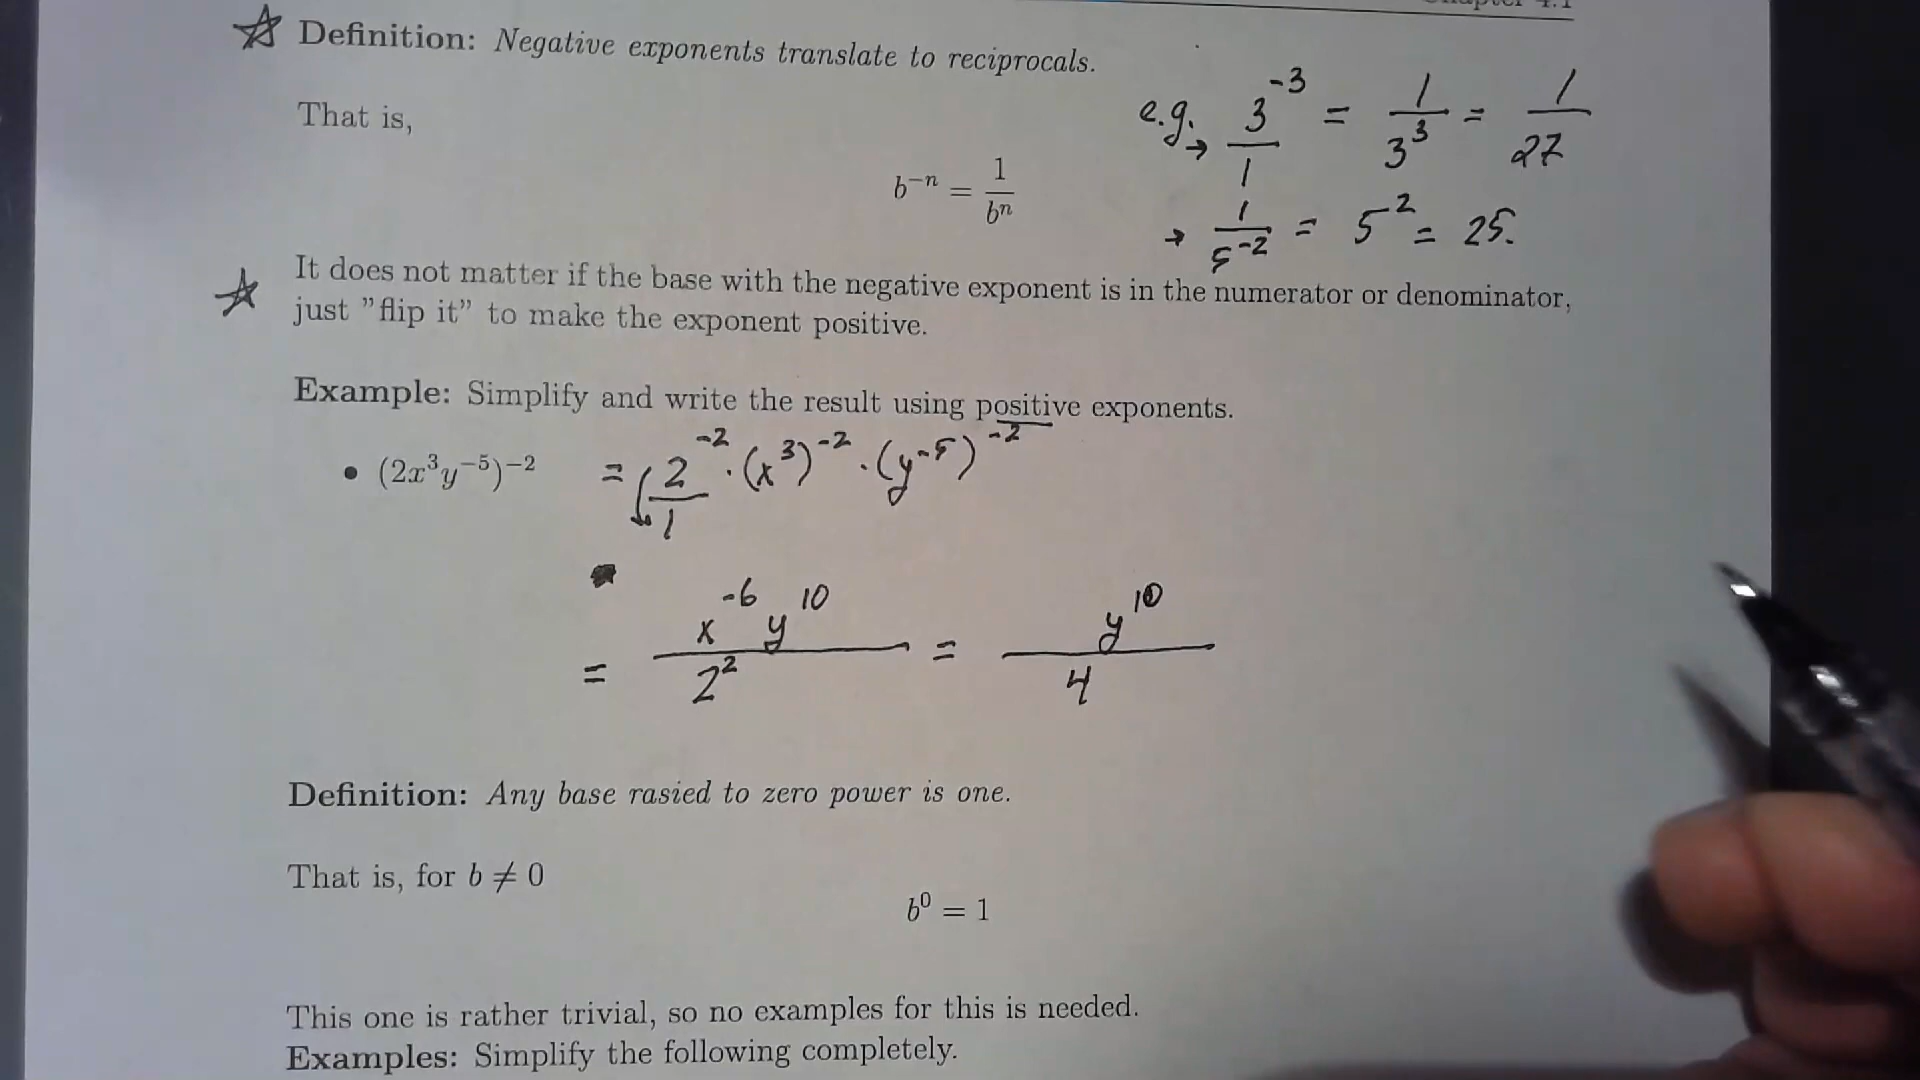 Chapter 4.1
Definition: Negative exponents translate to reciprocals.
That is,
b^{-n} = 1/b^n
e.g. → 3^{-3}/1 = 1/3^3 = 1/27
→ 1/5^{-2} = 5^2 = 25.
It does not matter if the base with the negative exponent is in the numerator or denominator,
just ”flip it” to make the exponent positive.
Example: Simplify and write the result using positive exponents.
• (2x^3y^{-5})^{-2} = 2^{-2}/1 · (x^3)^{-2} · (y^{-5})^{-2}
= x^{-6} y^{10} / 2^2 = y^{10} / 4
Definition: Any base rasied to zero power is one.
That is, for b ≠ 0
b^0 = 1
This one is rather trivial, so no examples for this is needed.
Examples: Simplify the following completely.